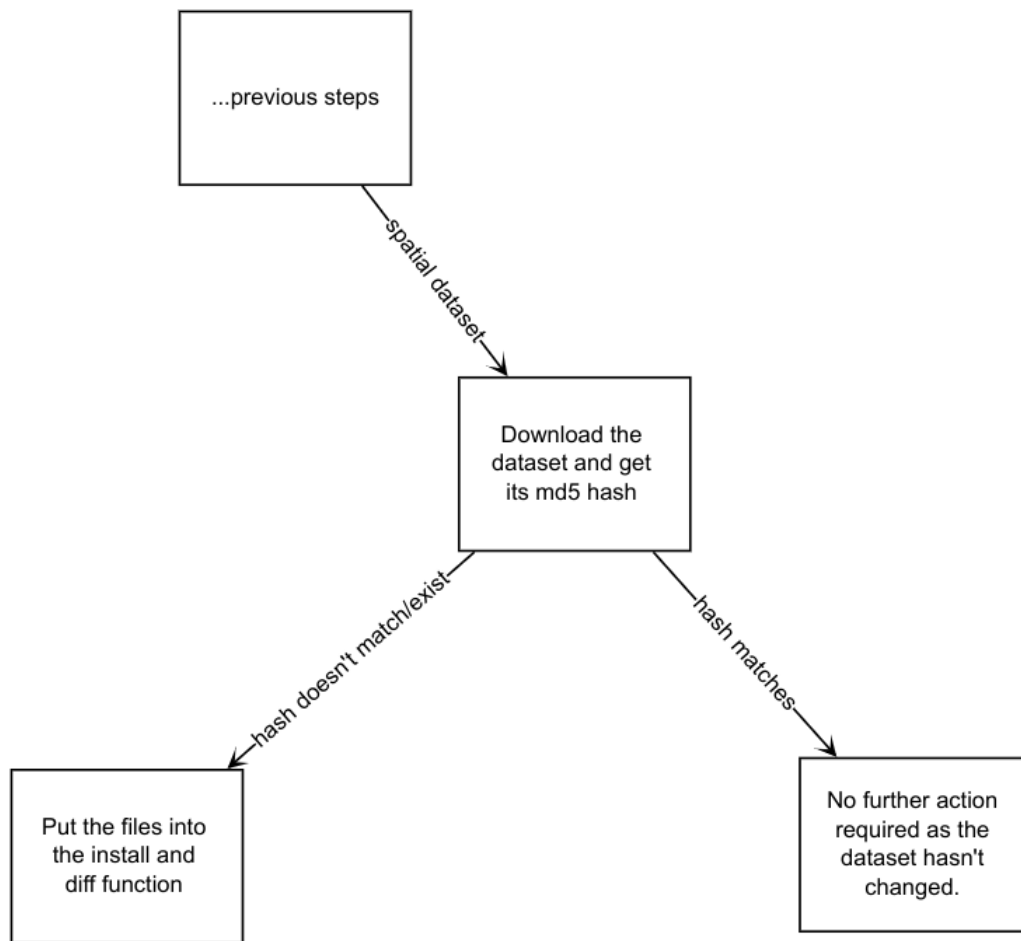 ...previous steps
spatial dataset
Download the
dataset and get
its md5 hash
hash doesn't match/exist
hash matches
Put the files into
the install and
diff function
No further action
required as the
dataset hasn't
changed.